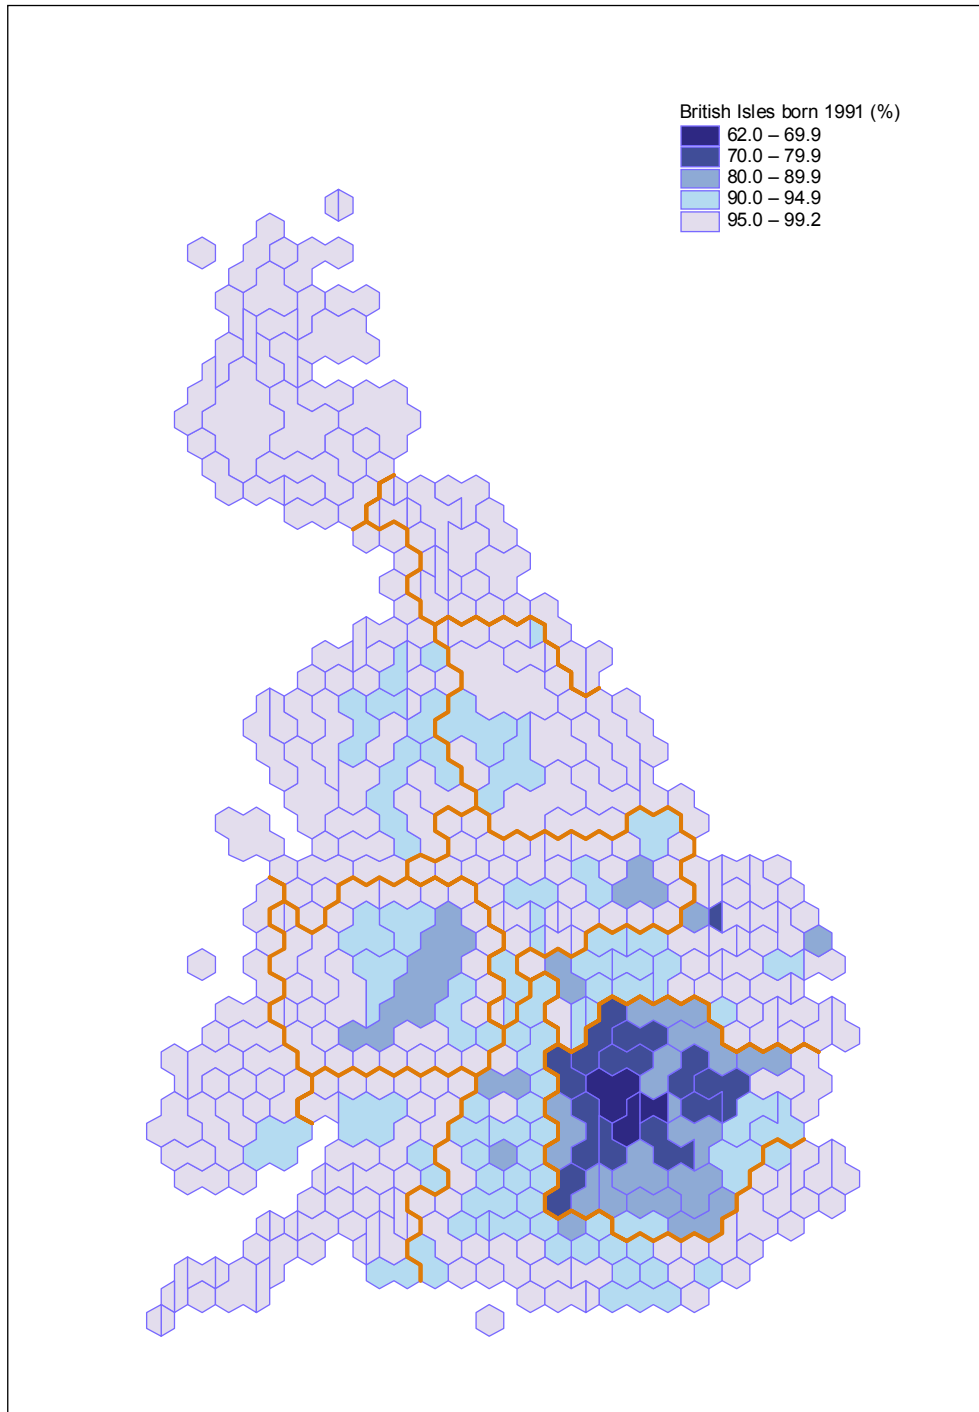 British Isles born 1991 (%)
62.0 – 69.9
70.0 – 79.9
80.0 – 89.9
90.0 – 94.9
95.0 – 99.2